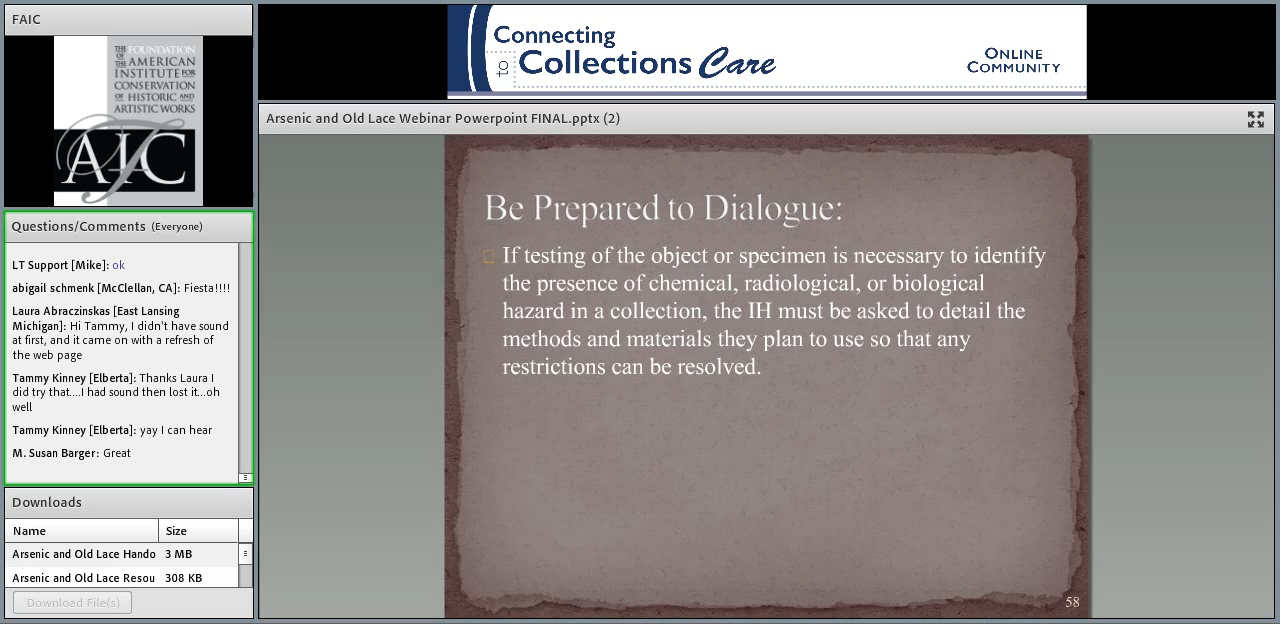 FAIC
THE FOUNDATION
OF THE AMERICAN
INSTITUTE FOR
CONSERVATION
OF HISTORIC AND
ARTISTIC WORKS
AIC
Connecting
to Collections Care
ONLINE
COMMUNITY
Questions/Comments (Everyone)
LT Support [Mike]: ok
abigail schmenk [McClellan, CA]: Fiesta!!!!
Laura Abraczinskas [East Lansing
Michigan]: Hi Tammy, I didn't have sound
at first, and it came on with a refresh of
the web page
Tammy Kinney [Elberta]: Thanks Laura I
did try that....I had sound then lost it...oh
well
Tammy Kinney [Elberta]: yay I can hear
M. Susan Barger: Great
Downloads
Name Size
Arsenic and Old Lace Hando 3 MB
Arsenic and Old Lace Resou 308 KB
Download File(s)
Arsenic and Old Lace Webinar Powerpoint FINAL.pptx (2)
Be Prepared to Dialogue:
If testing of the object or specimen is necessary to identify
the presence of chemical, radiological, or biological
hazard in a collection, the IH must be asked to detail the
methods and materials they plan to use so that any
restrictions can be resolved.
58